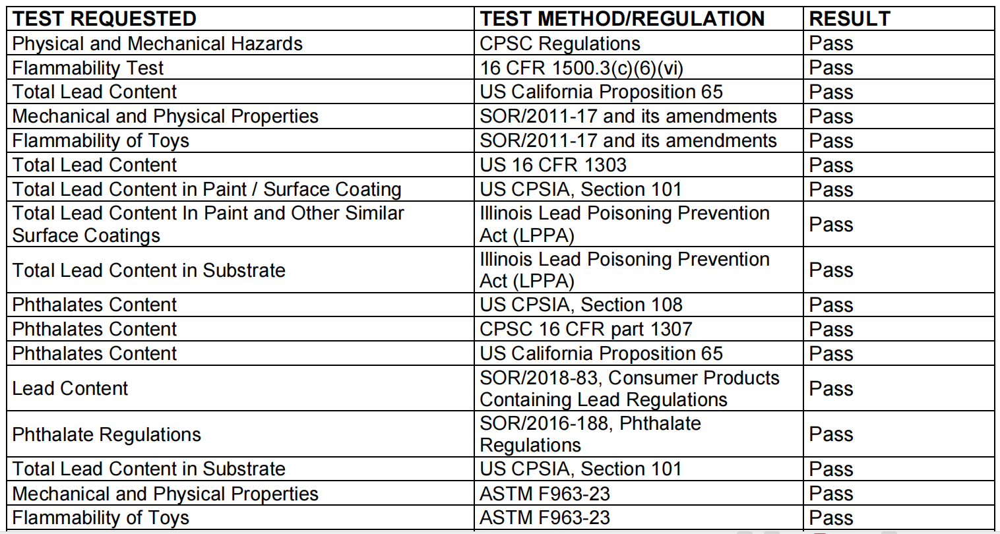 TEST REQUESTED TEST METHOD/REGULATION RESULT
Physical and Mechanical Hazards CPSC Regulations Pass
Flammability Test 16 CFR 1500.3(c)(6)(vi) Pass
Total Lead Content US California Proposition 65 Pass
Mechanical and Physical Properties SOR/2011-17 and its amendments Pass
Flammability of Toys SOR/2011-17 and its amendments Pass
Total Lead Content US 16 CFR 1303 Pass
Total Lead Content in Paint / Surface Coating US CPSIA, Section 101 Pass
Total Lead Content In Paint and Other Similar
Surface Coatings
Illinois Lead Poisoning Prevention
Act (LPPA)
Pass
Total Lead Content in Substrate
Illinois Lead Poisoning Prevention
Act (LPPA)
Pass
Phthalates Content US CPSIA, Section 108 Pass
Phthalates Content CPSC 16 CFR part 1307 Pass
Phthalates Content US California Proposition 65 Pass
Lead Content
SOR/2018-83, Consumer Products
Containing Lead Regulations
Pass
Phthalate Regulations
SOR/2016-188, Phthalate
Regulations
Pass
Total Lead Content in Substrate US CPSIA, Section 101 Pass
Mechanical and Physical Properties ASTM F963-23 Pass
Flammability of Toys ASTM F963-23 Pass